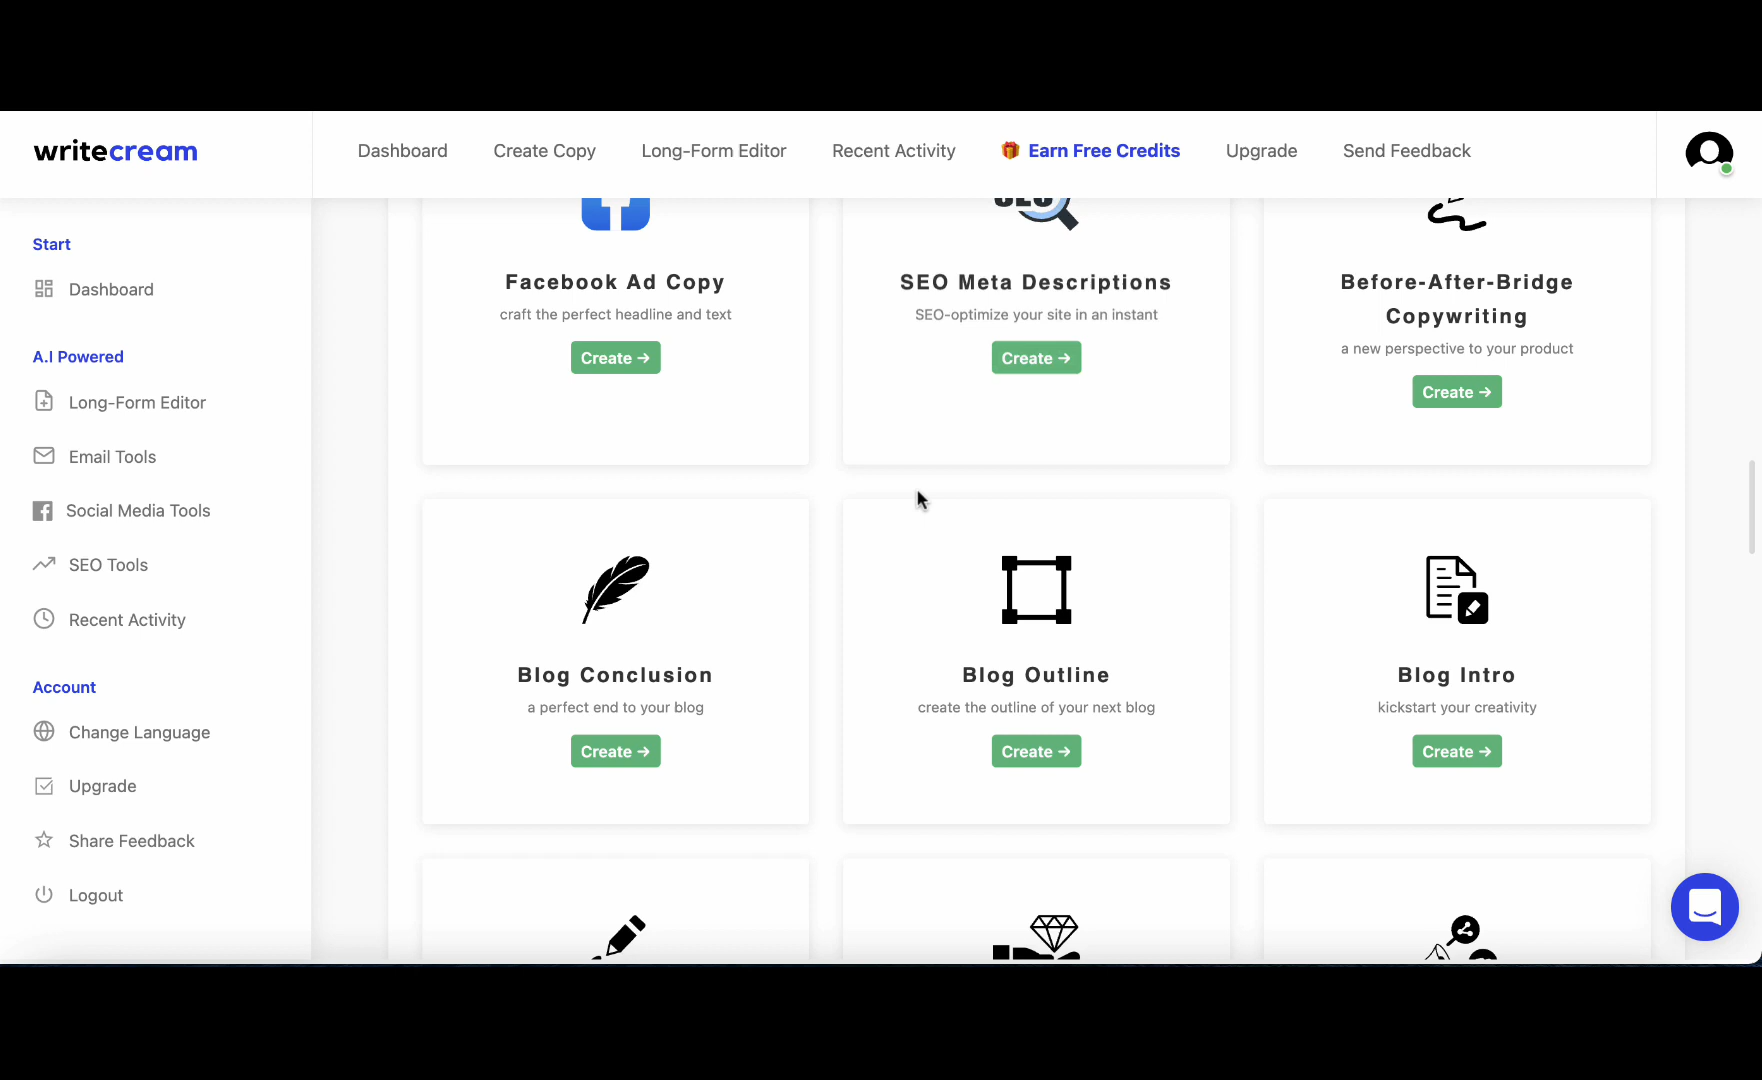 writecream
Dashboard
Create Copy
Long-Form Editor
Recent Activity
Earn Free Credits
Upgrade
Send Feedback
Start
Dashboard
A.I Powered
Long-Form Editor
Email Tools
Social Media Tools
SEO Tools
Recent Activity
Account
Change Language
Upgrade
Share Feedback
Logout
SEO
Facebook Ad Copy
craft the perfect headline and text
Create →
SEO Meta Descriptions
SEO-optimize your site in an instant
Create →
Before-After-Bridge
Copywriting
a new perspective to your product
Create →
Blog Conclusion
a perfect end to your blog
Create →
Blog Outline
create the outline of your next blog
Create →
Blog Intro
kickstart your creativity
Create →